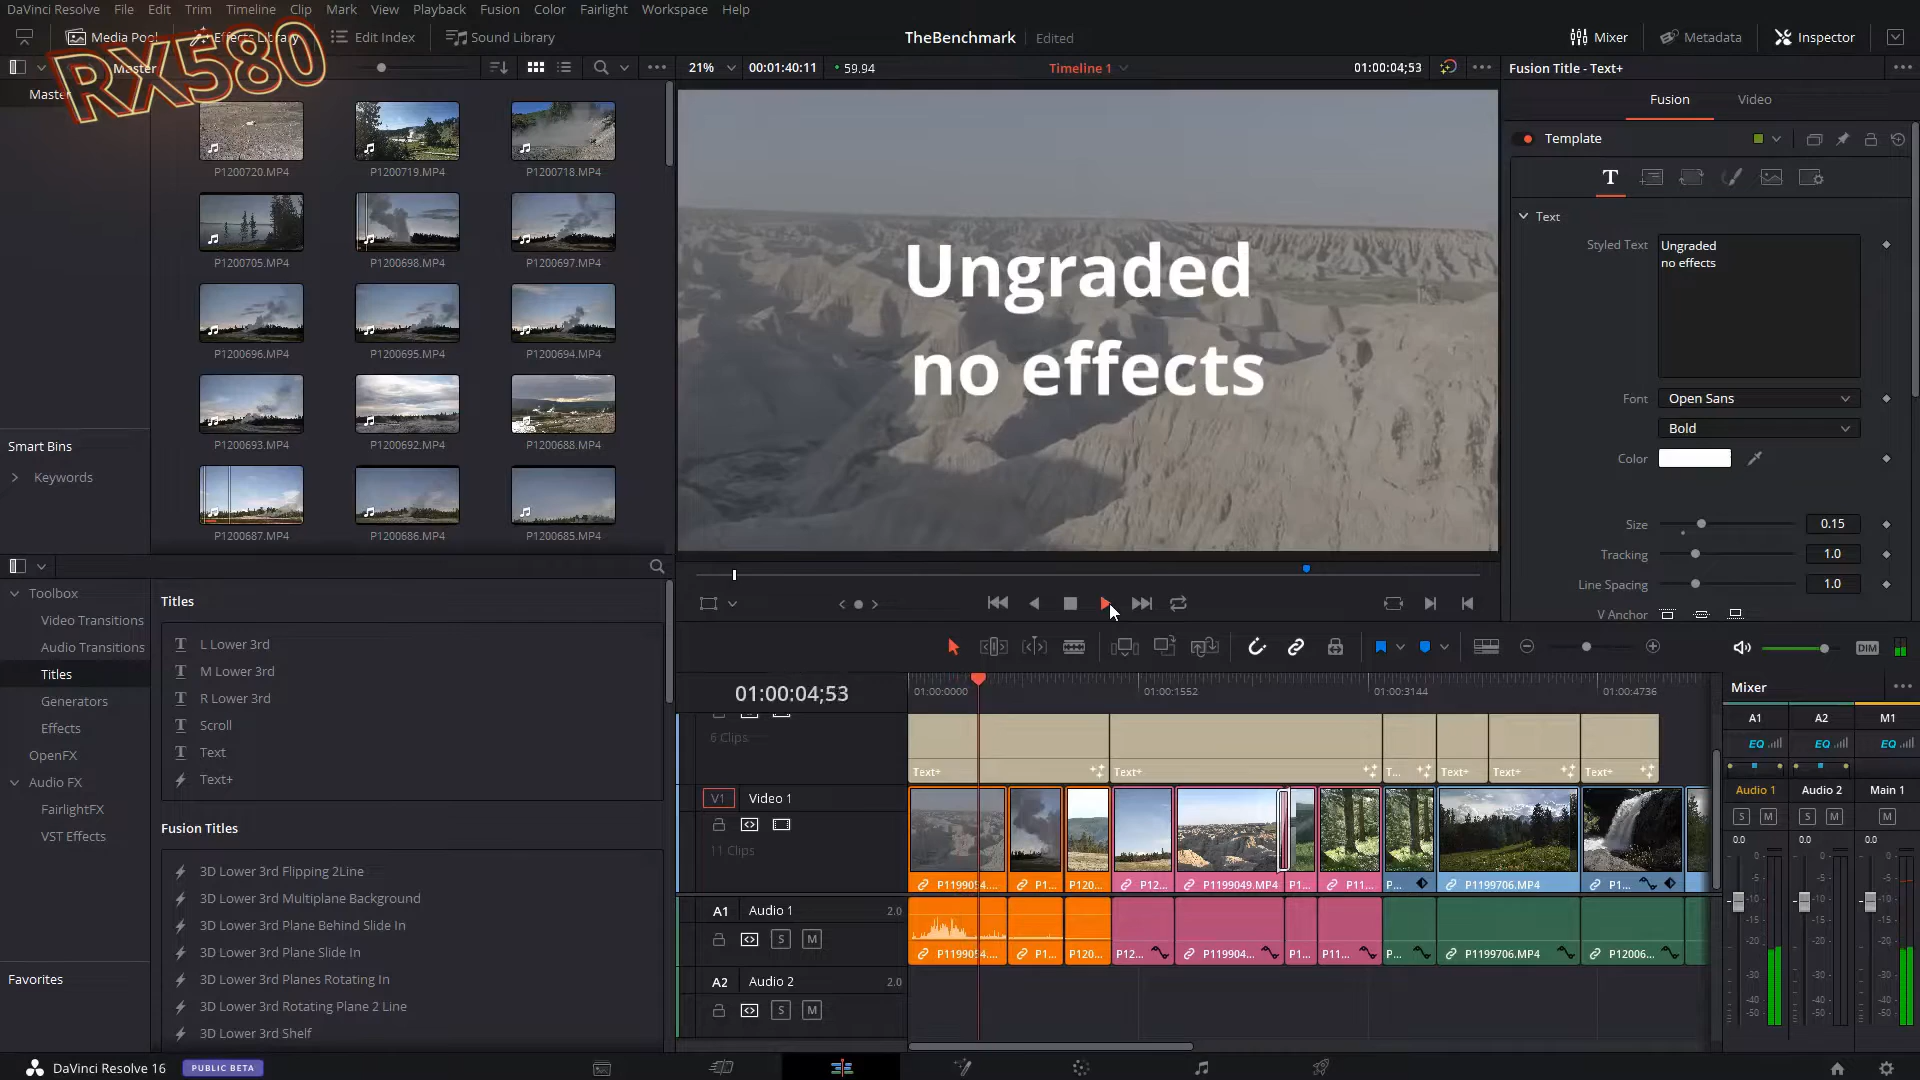 DaVinci Resolve File Edit Trim Timeline Clip Mark View Playback Fusion Color Fairlight Workspace Help
RX580
Media Pool Effects Library Edit Index Sound Library TheBenchmark Edited Mixer Metadata Inspector
Master 21% 00:01:40:11 59.94 Timeline 1 01:00:04;53 Fusion Title - Text+
Master
P1200720.MP4 P1200719.MP4 P1200718.MP4
P1200705.MP4 P1200698.MP4 P1200697.MP4
P1200696.MP4 P1200695.MP4 P1200694.MP4
P1200693.MP4 P1200692.MP4 P1200688.MP4
P1200687.MP4 P1200686.MP4 P1200685.MP4
Smart Bins
Keywords
Ungraded
no effects
Fusion Video
Template
T
Text
Styled Text Ungraded
no effects
Font Open Sans
Bold
Color
Size 0.15
Tracking 1.0
Line Spacing 1.0
V Anchor
Toolbox
Video Transitions
Audio Transitions
Titles
Generators
Effects
OpenFX
Audio FX
FairlightFX
VST Effects
Favorites
Titles
L Lower 3rd
M Lower 3rd
R Lower 3rd
Scroll
Text
Text+
Fusion Titles
3D Lower 3rd Flipping 2Line
3D Lower 3rd Multiplane Background
3D Lower 3rd Plane Behind Slide In
3D Lower 3rd Plane Slide In
3D Lower 3rd Planes Rotating In
3D Lower 3rd Rotating Plane 2 Line
3D Lower 3rd Shelf
DIM
01:00:04;53 01:00:0000 01:00:1552 01:00:3144 01:00:4736
6 Clips
Text+ Text+ T... Text+ Text+ Text+
V1 Video 1
11 Clips
P1199054.... P1... P120... P12... P1199049.MP4 P1... P11... P... P1199706.MP4 P1...
A1 Audio 1 2.0
S M
P1199054.... P1... P120... P12... P119904... P1... P11... P... P1199706.MP4 P12006...
A2 Audio 2 2.0
S M
Mixer
A1 A2 M1
EQ EQ EQ
Audio 1 Audio 2 Main 1
S M S M M
0.0 0.0 0.0
0 0 0
-5 -5 -5
-10 -10 -10
-15 -15 -15
-20 -20 -20
-30 -30 -30
-40 -40 -40
-50 -50 -50
DaVinci Resolve 16 PUBLIC BETA